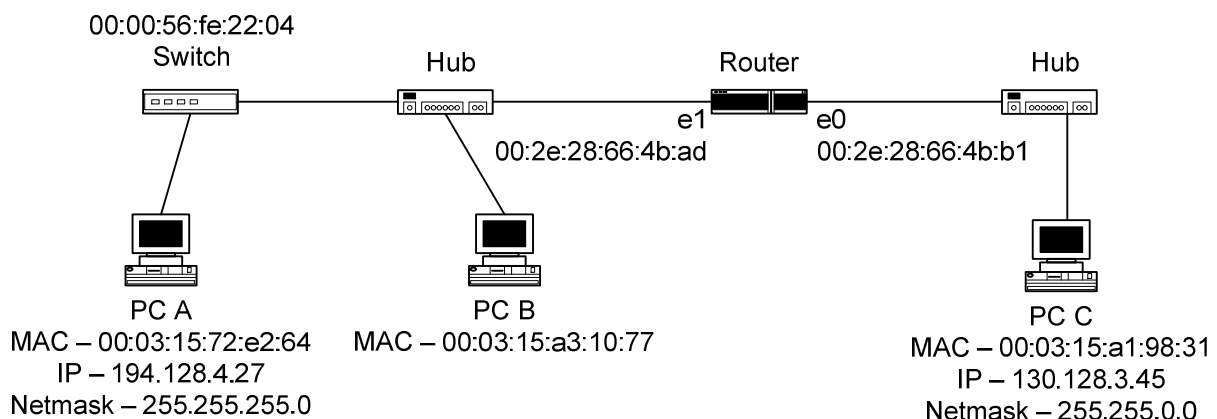 00:00:56:fe:22:04
Switch
Hub
Router
Hub
e1
e0
00:2e:28:66:4b:ad
00:2e:28:66:4b:b1
PC A
MAC – 00:03:15:72:e2:64
IP – 194.128.4.27
Netmask – 255.255.255.0
PC B
MAC – 00:03:15:a3:10:77
PC C
MAC – 00:03:15:a1:98:31
IP – 130.128.3.45
Netmask – 255.255.0.0